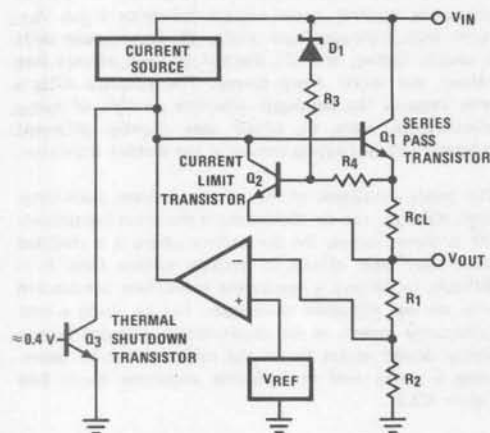 VIN
D1
CURRENT
SOURCE
R3
SERIES
PASS
TRANSISTOR
Q1
CURRENT
LIMIT
TRANSISTOR
Q2
R4
RCL
VOUT
−
+
R1
THERMAL
SHUTDOWN
TRANSISTOR
≈0.4 V
Q3
VREF
R2